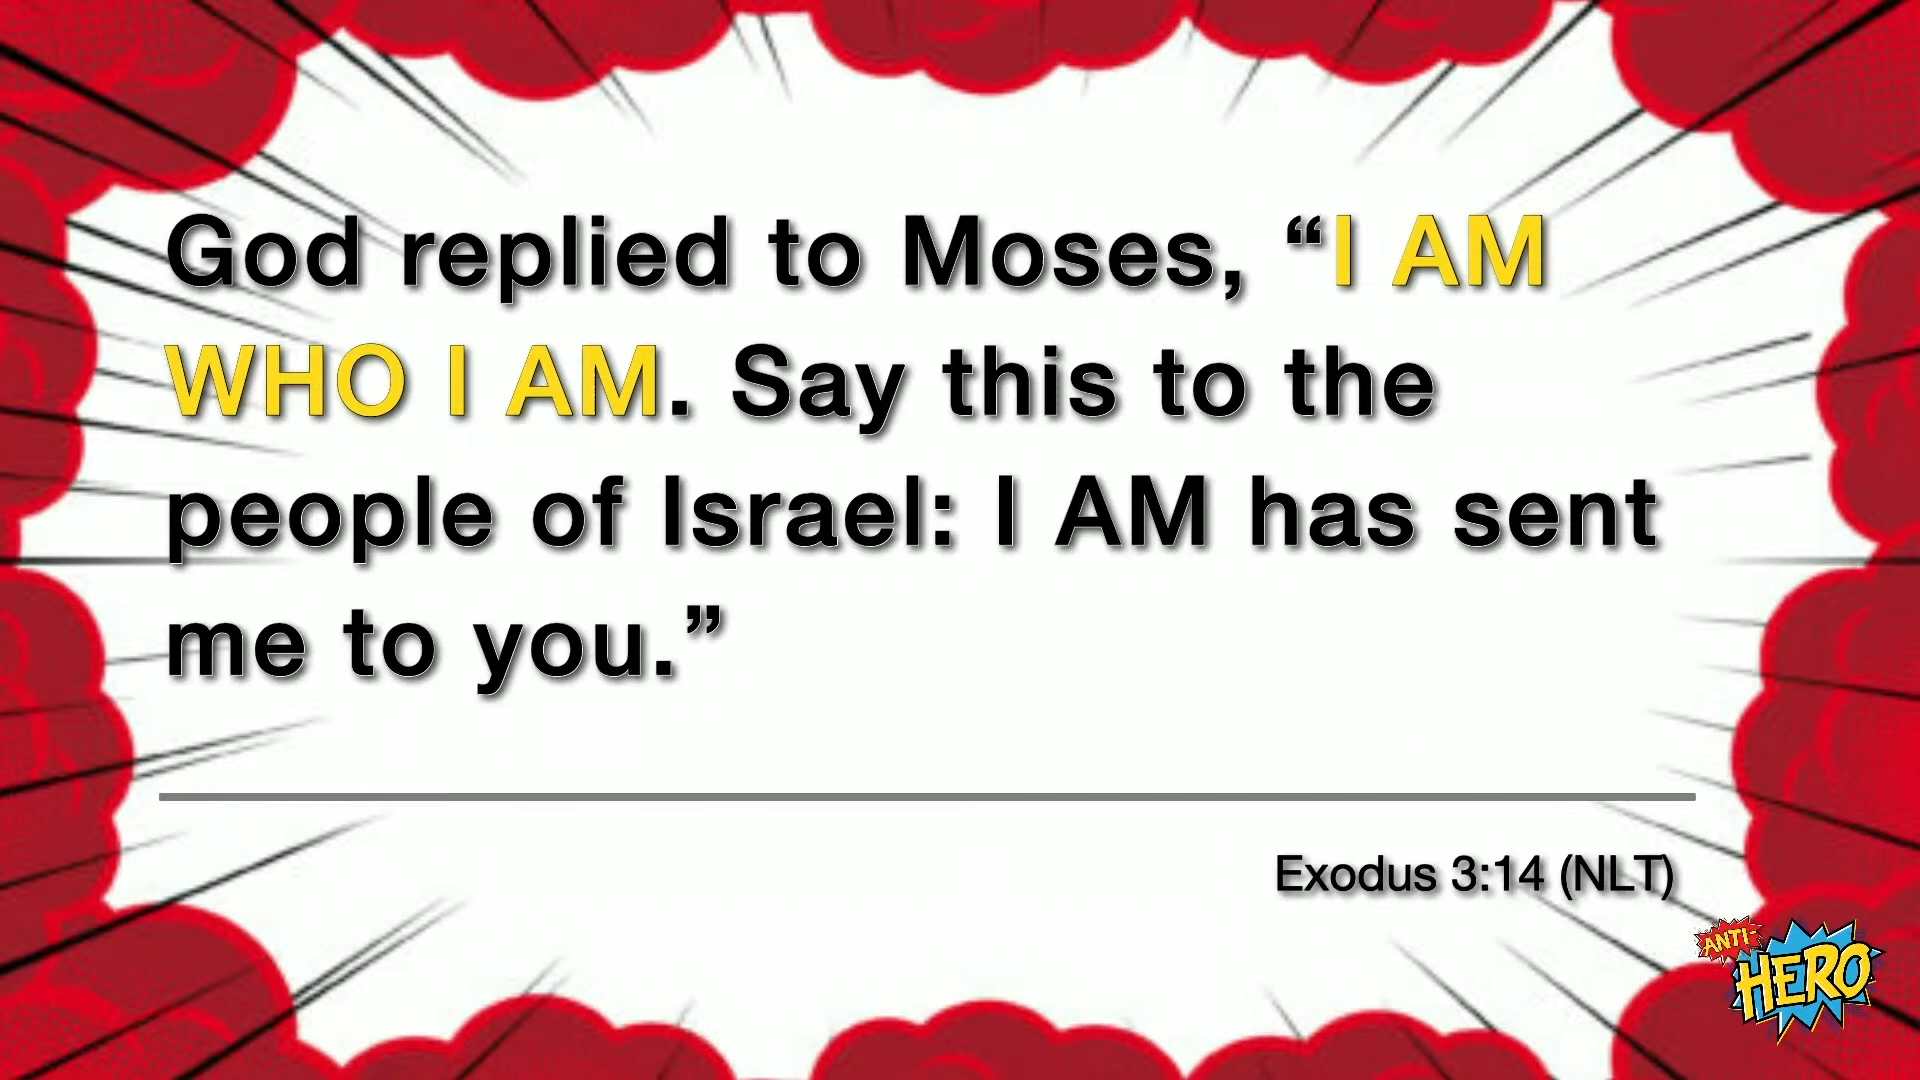 God replied to Moses, “I AM
WHO I AM. Say this to the
people of Israel: I AM has sent
me to you.”
Exodus 3:14 (NLT)
ANTI-
HERO